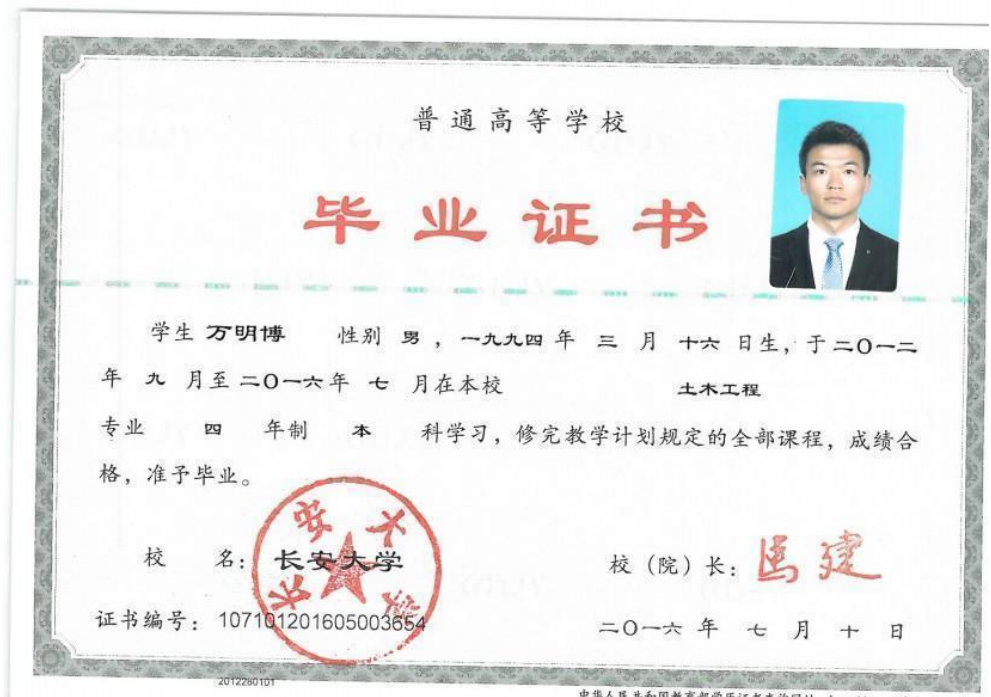 普通高等学校
毕业证书
学生 万明博 性别 男 ，一九九四 年 三 月 十六 日生，于 二〇一二
年 九 月至 二〇一六 年 七 月在本校 土木工程
专业 四 年制 本 科学习，修完教学计划规定的全部课程，成绩合
格，准予毕业。
长安大学
校 名： 长安大学
校（院）长： 马建
证书编号： 107101201605003654
二〇一六 年 七 月 十 日
2012280101